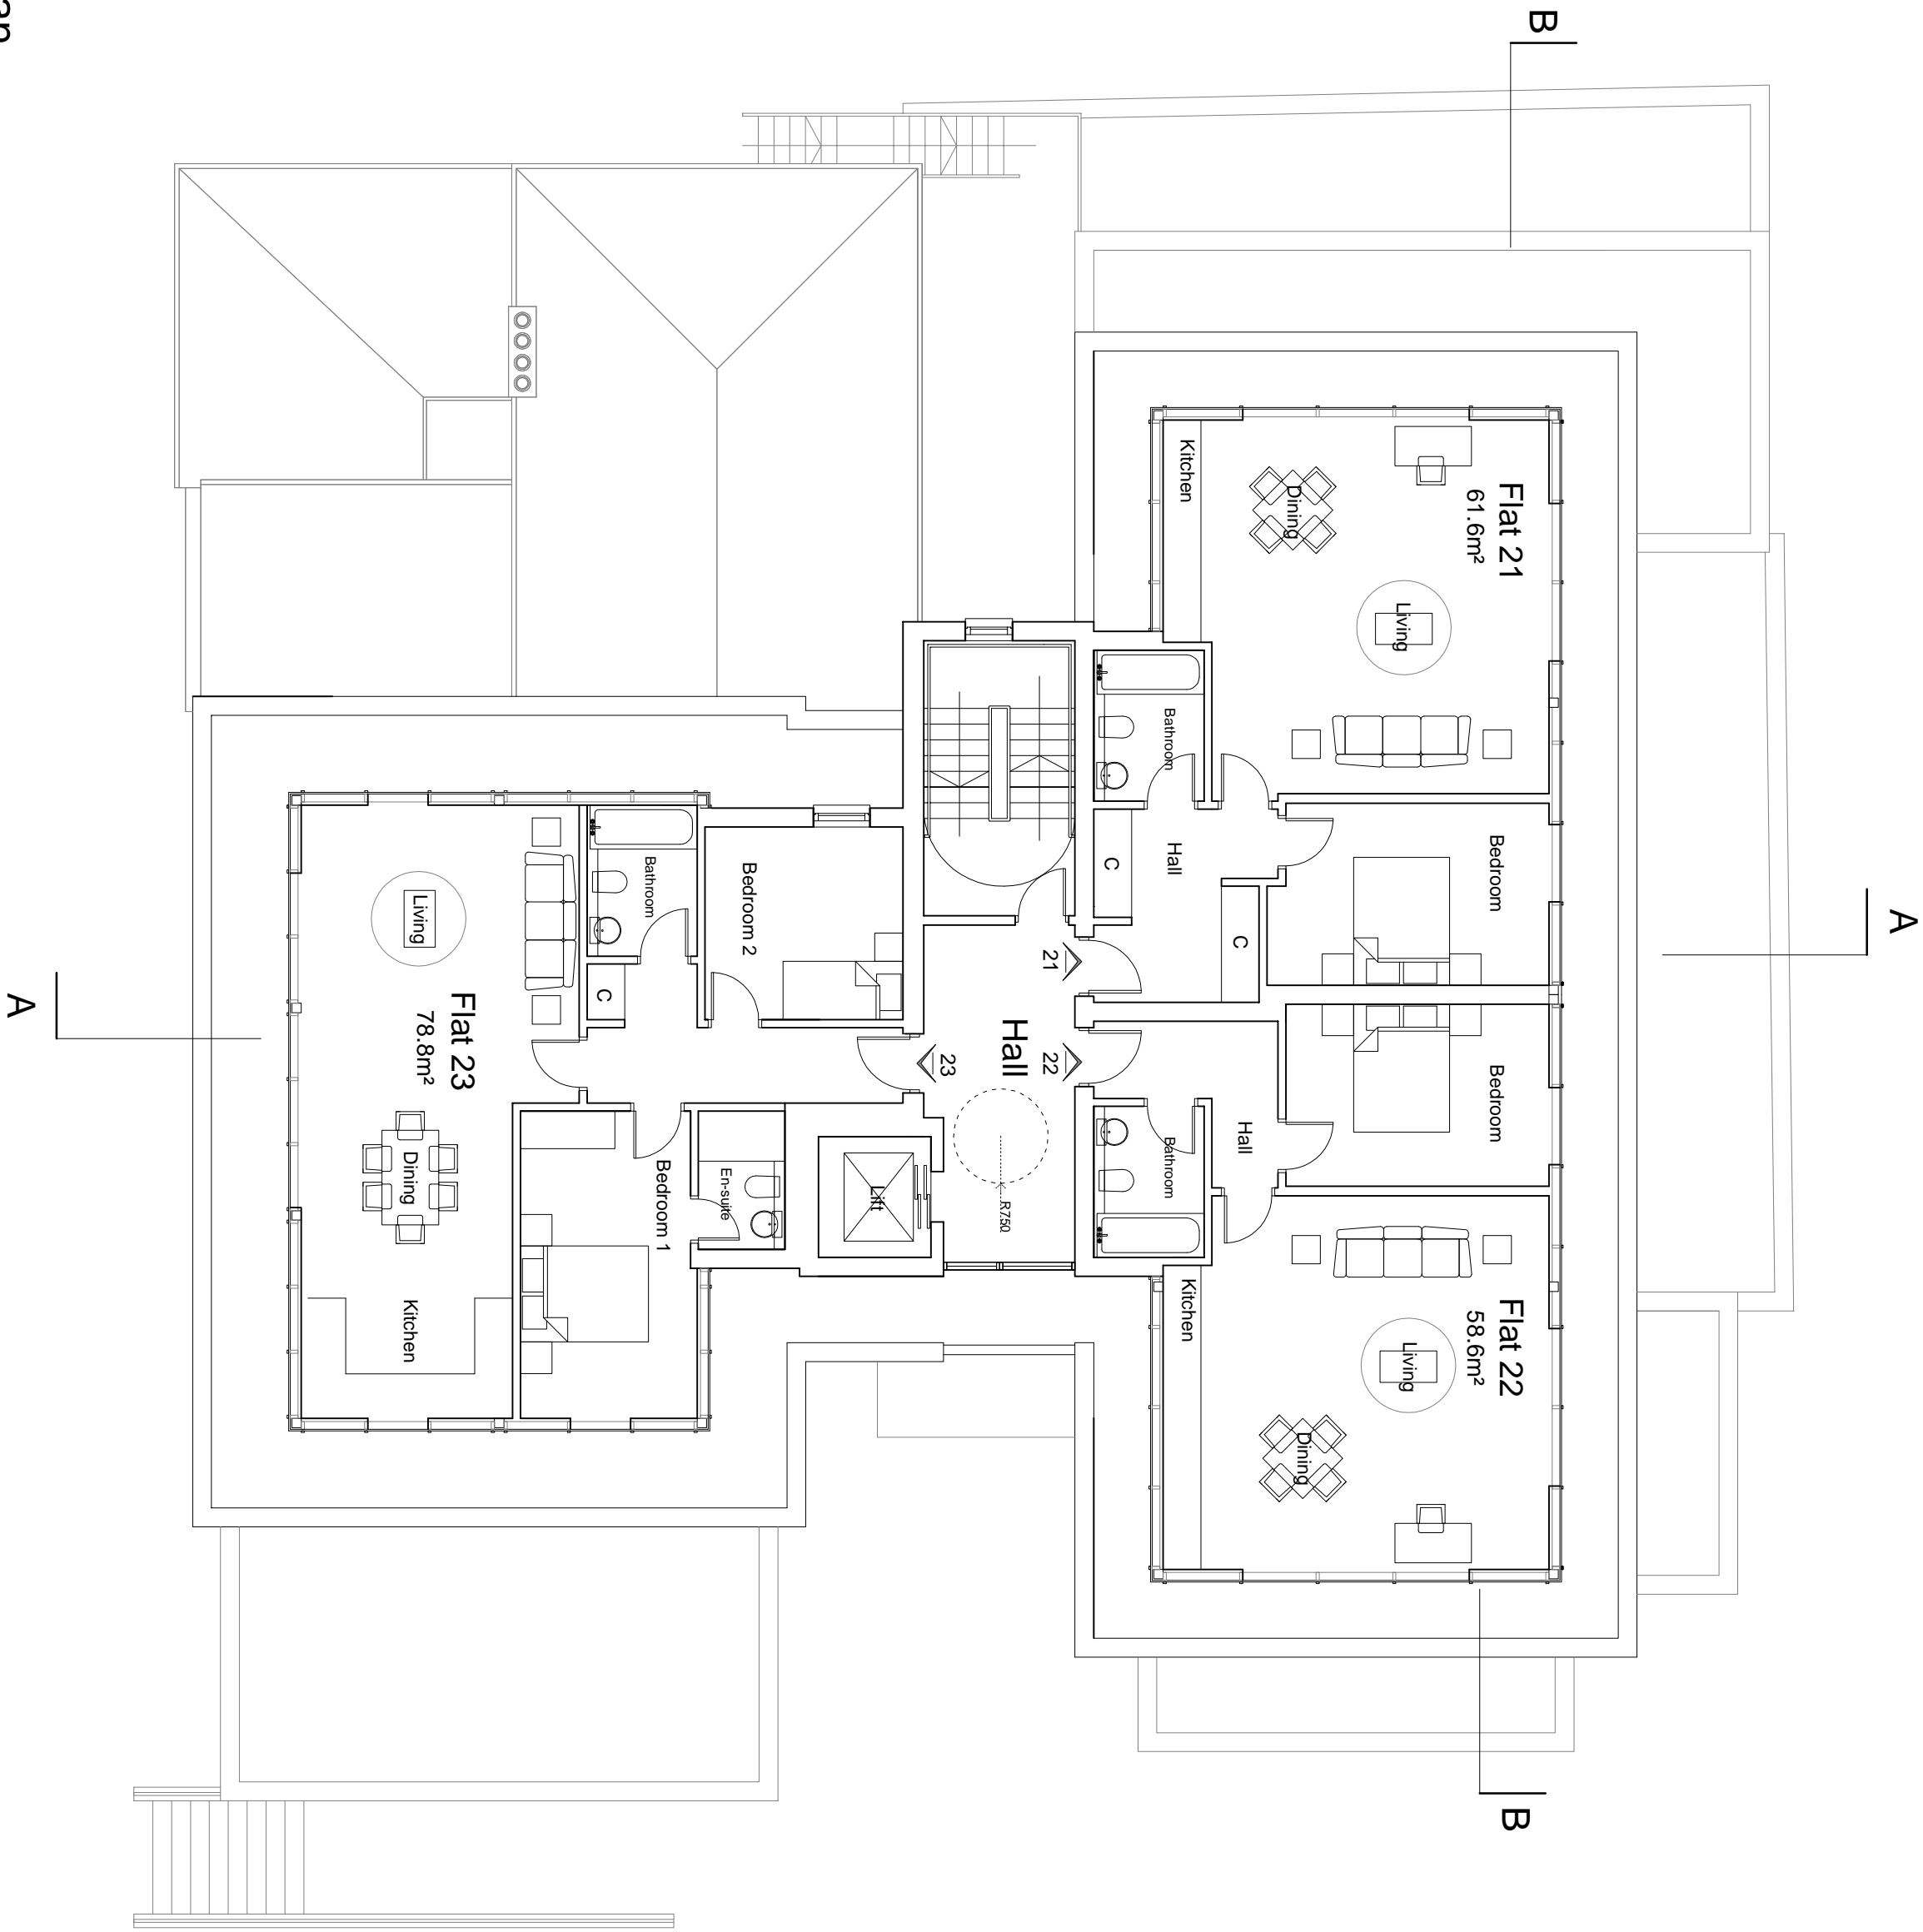 A
B
B
Flat 21
61.6m²
Flat 22
58.6m²
Bedroom
Bedroom
Living
Living
Dining
Dining
Kitchen
Kitchen
C
Hall
Hall
Bathroom
Bathroom
C
21
22
Hall
R750
23
Lift
Bedroom 2
En-suite
Bathroom
Bedroom 1
C
Flat 23
78.8m²
Living
Dining
Kitchen
A
an